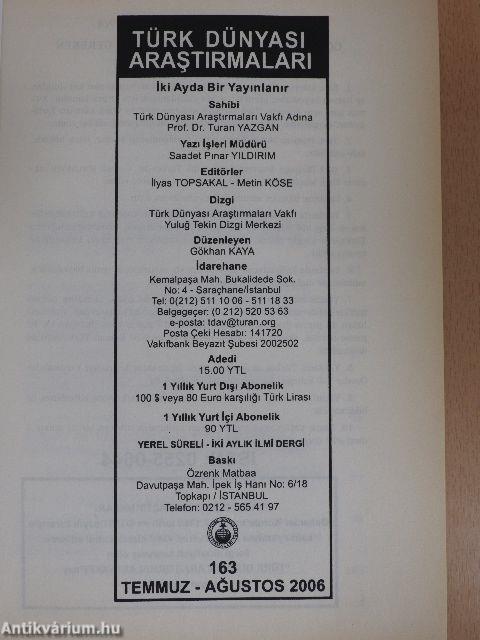 TÜRK DÜNYASI
ARAŞTIRMALARI
İki Ayda Bir Yayınlanır
Sahibi
Türk Dünyası Araştırmaları Vakfı Adına
Prof. Dr. Turan YAZGAN
Yazı İşleri Müdürü
Saadet Pınar YILDIRIM
Editörler
İlyas TOPSAKAL - Metin KÖSE
Dizgi
Türk Dünyası Araştırmaları Vakfı
Yuluğ Tekin Dizgi Merkezi
Düzenleyen
Gökhan KAYA
İdarehane
Kemalpaşa Mah. Bukalidede Sok.
No: 4 - Saraçhane/İstanbul
Tel: 0(212) 511 10 06 - 511 18 33
Belgegeçer: (0 212) 520 53 63
e-posta: tdav@turan.org
Posta Çeki Hesabı: 141720
Vakıfbank Beyazıt Şubesi 2002502
Adedi
15.00 YTL
1 Yıllık Yurt Dışı Abonelik
100 $ veya 80 Euro karşılığı Türk Lirası
1 Yıllık Yurt İçi Abonelik
90 YTL
YEREL SÜRELİ - İKİ AYLIK İLMİ DERGİ
Baskı
Özrenk Matbaa
Davutpaşa Mah. İpek İş Hanı No: 6/18
Topkapı / İSTANBUL
Telefon: 0212 - 565 41 97
163
TEMMUZ - AĞUSTOS 2006
Antikvárium.hu